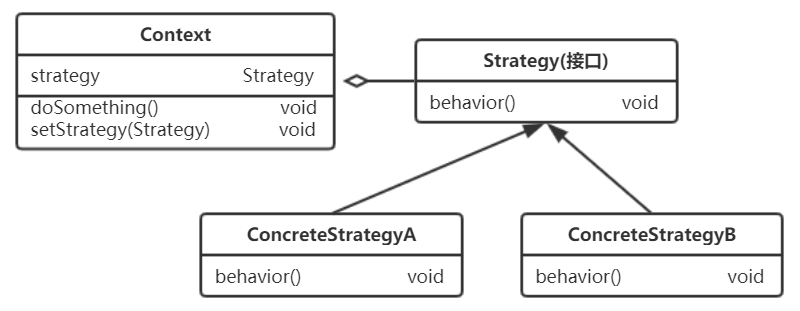 Context
strategy Strategy
doSomething() void
setStrategy(Strategy) void
Strategy(接口)
behavior() void
ConcreteStrategyA
behavior() void
ConcreteStrategyB
behavior() void